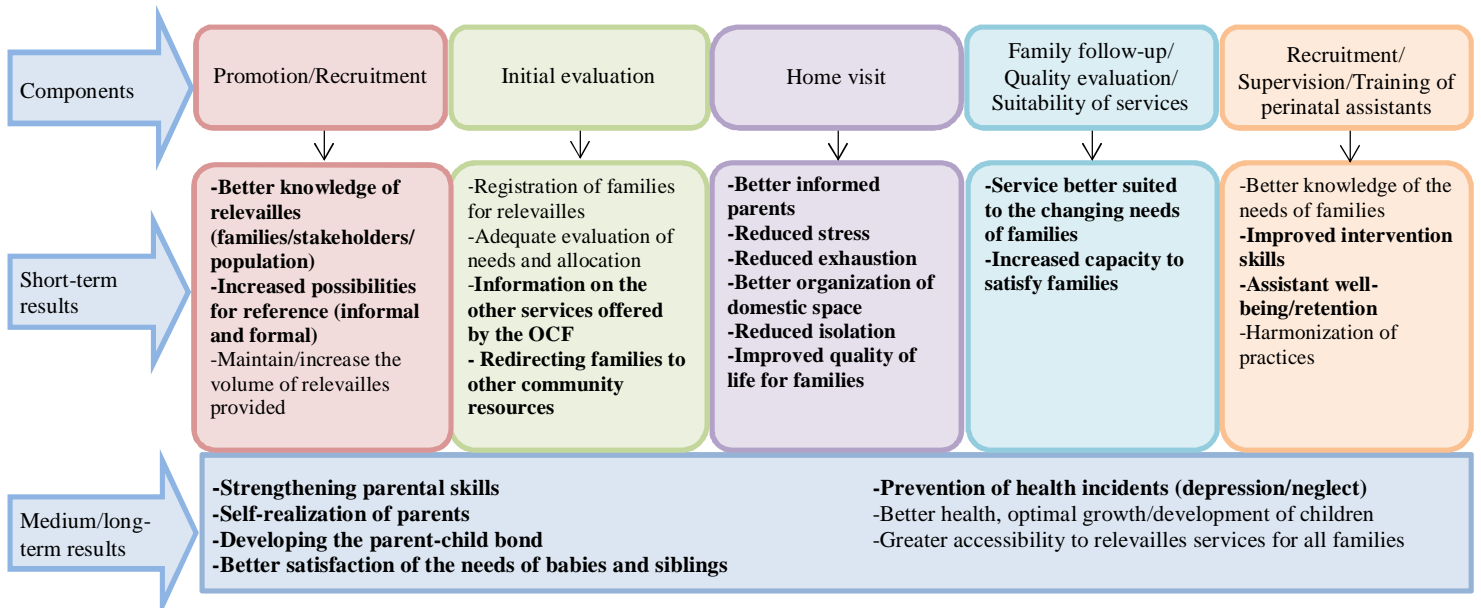 Components
Promotion/Recruitment
Initial evaluation
Home visit
Family follow-up/
Quality evaluation/
Suitability of services
Recruitment/
Supervision/Training of
perinatal assistants
Short-term
results
-Better knowledge of
relevailles
(families/stakeholders/
population)
-Increased possibilities
for reference (informal
and formal)
-Maintain/increase the
volume of relevailles
provided
-Registration of families
for relevailles
-Adequate evaluation of
needs and allocation
-Information on the
other services offered
by the OCF
- Redirecting families to
other community
resources
-Better informed
parents
-Reduced stress
-Reduced exhaustion
-Better organization of
domestic space
-Reduced isolation
-Improved quality of
life for families
-Service better suited
to the changing needs
of families
-Increased capacity to
satisfy families
-Better knowledge of the
needs of families
-Improved intervention
skills
-Assistant well-
being/retention
-Harmonization of
practices
Medium/long-
term results
-Strengthening parental skills
-Self-realization of parents
-Developing the parent-child bond
-Better satisfaction of the needs of babies and siblings
-Prevention of health incidents (depression/neglect)
-Better health, optimal growth/development of children
-Greater accessibility to relevailles services for all families